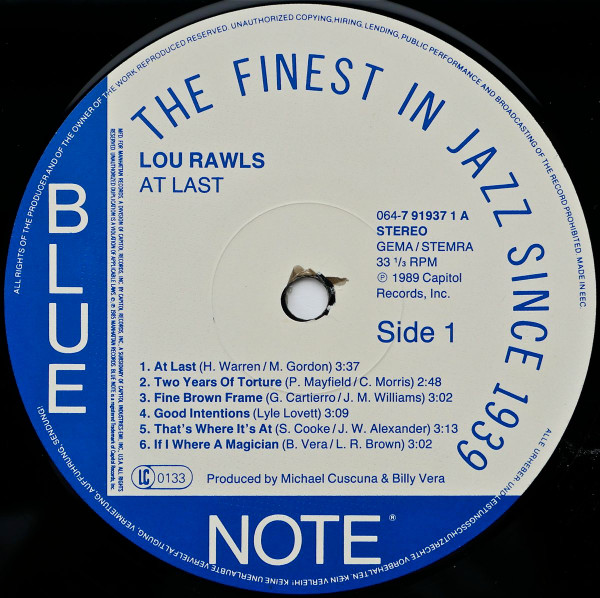 THE FINEST IN JAZZ SINCE 1939
LOU RAWLS
AT LAST
064-7 91937 1 A
STEREO
GEMA / STEMRA
33 1/3 RPM
℗ 1989 Capitol
Records, Inc.
Side 1
1. At Last (H. Warren / M. Gordon) 3:37
2. Two Years Of Torture (P. Mayfield / C. Morris) 2:48
3. Fine Brown Frame (G. Cartierro / J. M. Williams) 3:02
4. Good Intentions (Lyle Lovett) 3:09
5. That's Where It's At (S. Cooke / J. W. Alexander) 3:13
6. If I Where A Magician (B. Vera / L. R. Brown) 3:02
LC 0133
Produced by Michael Cuscuna & Billy Vera
BLUE
NOTE ®
ALL RIGHTS OF THE PRODUCER AND OF THE OWNER OF THE WORK REPRODUCED RESERVED. UNAUTHORIZED COPYING, HIRING, LENDING, PUBLIC PERFORMANCE AND BROADCASTING OF THE RECORD PROHIBITED. MADE IN EEC.
ALLE URHEBER- UND LEISTUNGSSCHUTZRECHTE VORBEHALTEN. KEIN VERLEIH! KEINE UNERLAUBTE VERVIELFÄLTIGUNG, VERMIETUNG, AUFFÜHRUNG, SENDUNG!